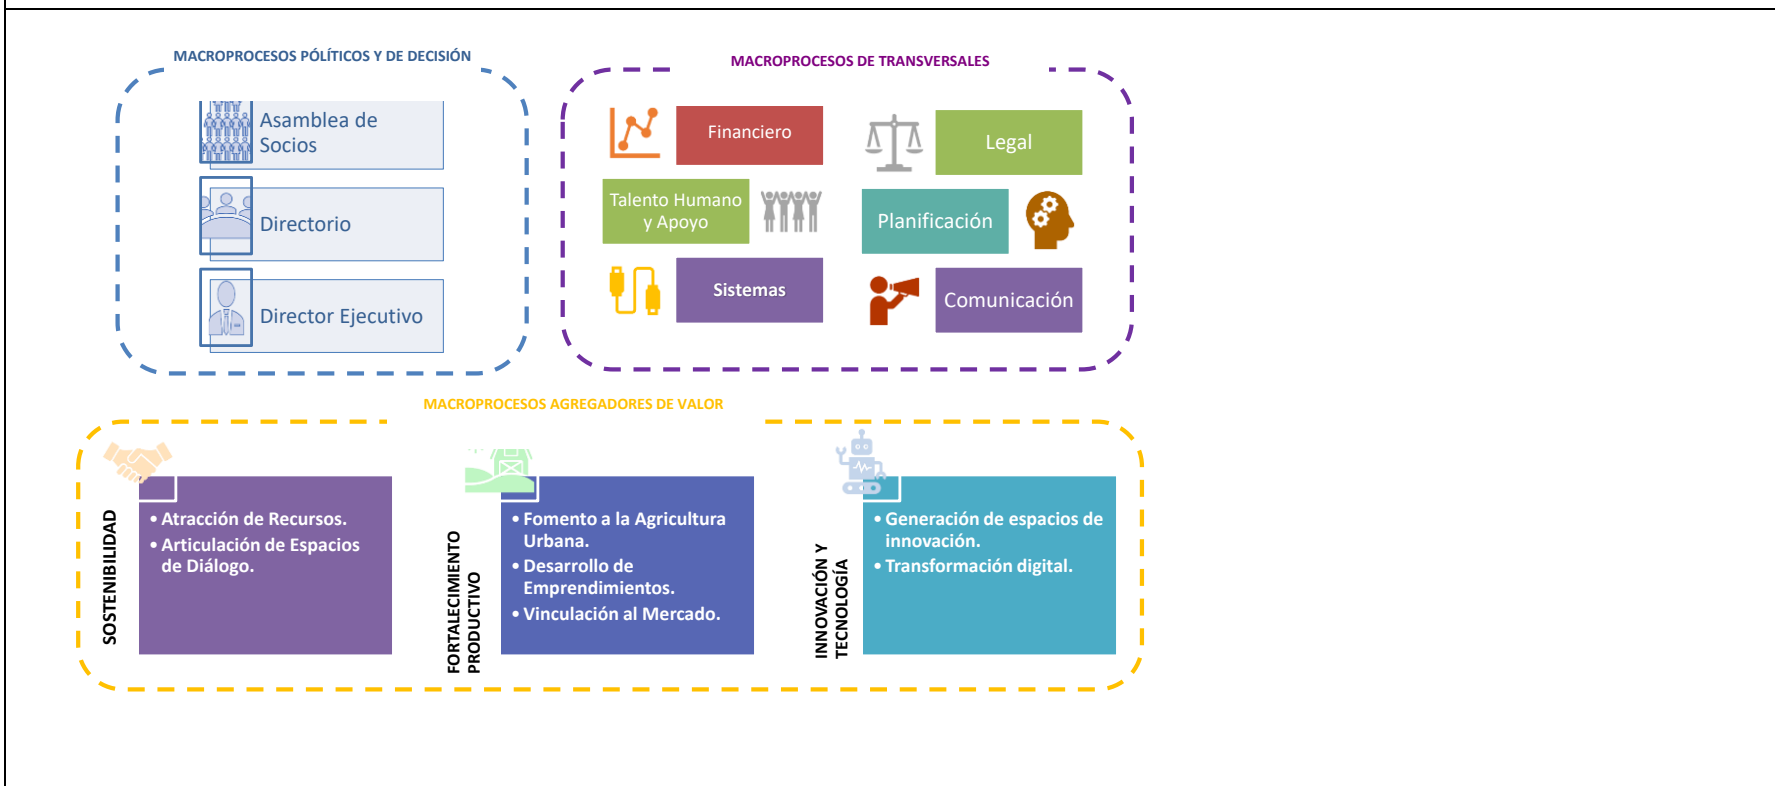 MACROPROCESOS PÓLÍTICOS Y DE DECISIÓN
Asamblea de
Socios
Directorio
Director Ejecutivo
MACROPROCESOS DE TRANSVERSALES
Financiero
Legal
Talento Humano
y Apoyo
Planificación
Sistemas
Comunicación
MACROPROCESOS AGREGADORES DE VALOR
SOSTENIBILIDAD
• Atracción de Recursos.
• Articulación de Espacios
de Diálogo.
FORTALECIMIENTO
PRODUCTIVO
• Fomento a la Agricultura
Urbana.
• Desarrollo de
Emprendimientos.
• Vinculación al Mercado.
INNOVACIÓN Y
TECNOLOGÍA
• Generación de espacios de
innovación.
• Transformación digital.